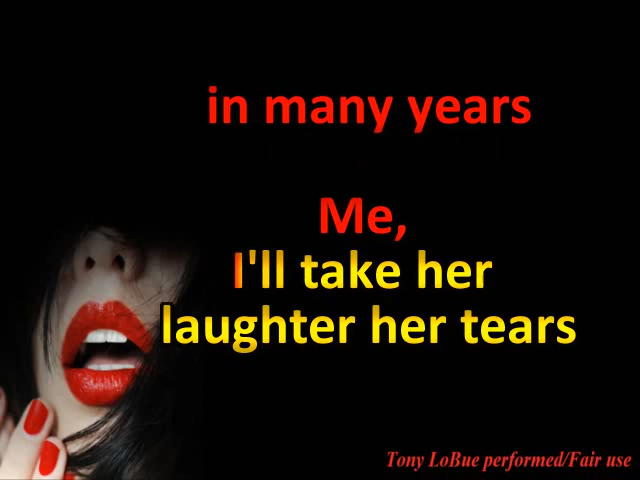 in many years
Me,
I'll take her
laughter her tears
Tony LoBue performed/Fair use